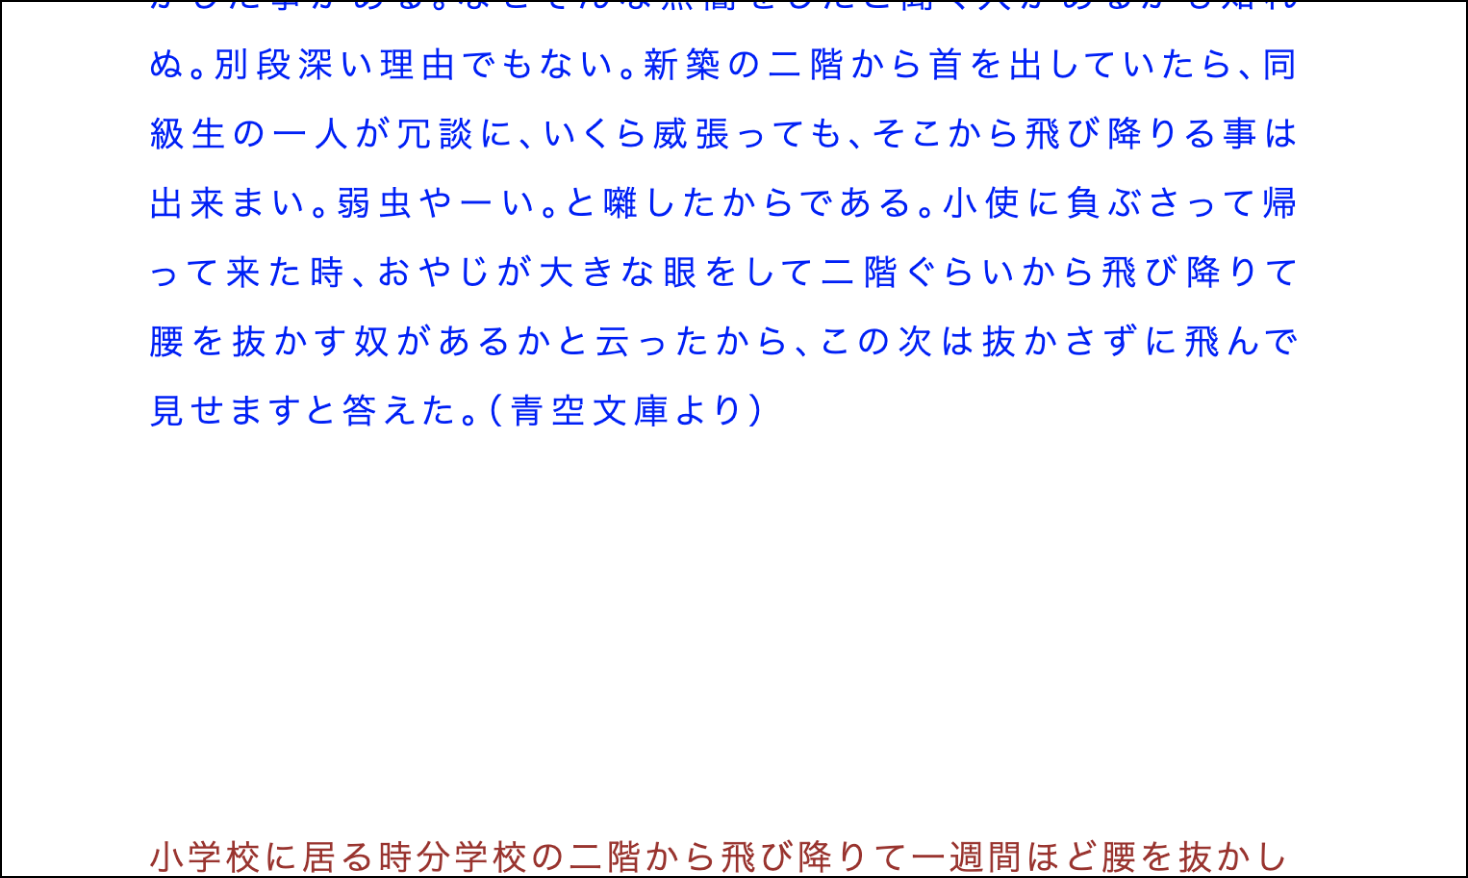 ぬ。別段深い理由でもない。新築の二階から首を出していたら、同
級生の一人が冗談に、いくら威張っても、そこから飛び降りる事は
出来まい。弱虫やーい。と囃したからである。小使に負ぶさって帰
って来た時、おやじが大きな眼をして二階ぐらいから飛び降りて
腰を抜かす奴があるかと云ったから、この次は抜かさずに飛んで
見せますと答えた。（青空文庫より）
小学校に居る時分学校の二階から飛び降りて一週間ほど腰を抜かし